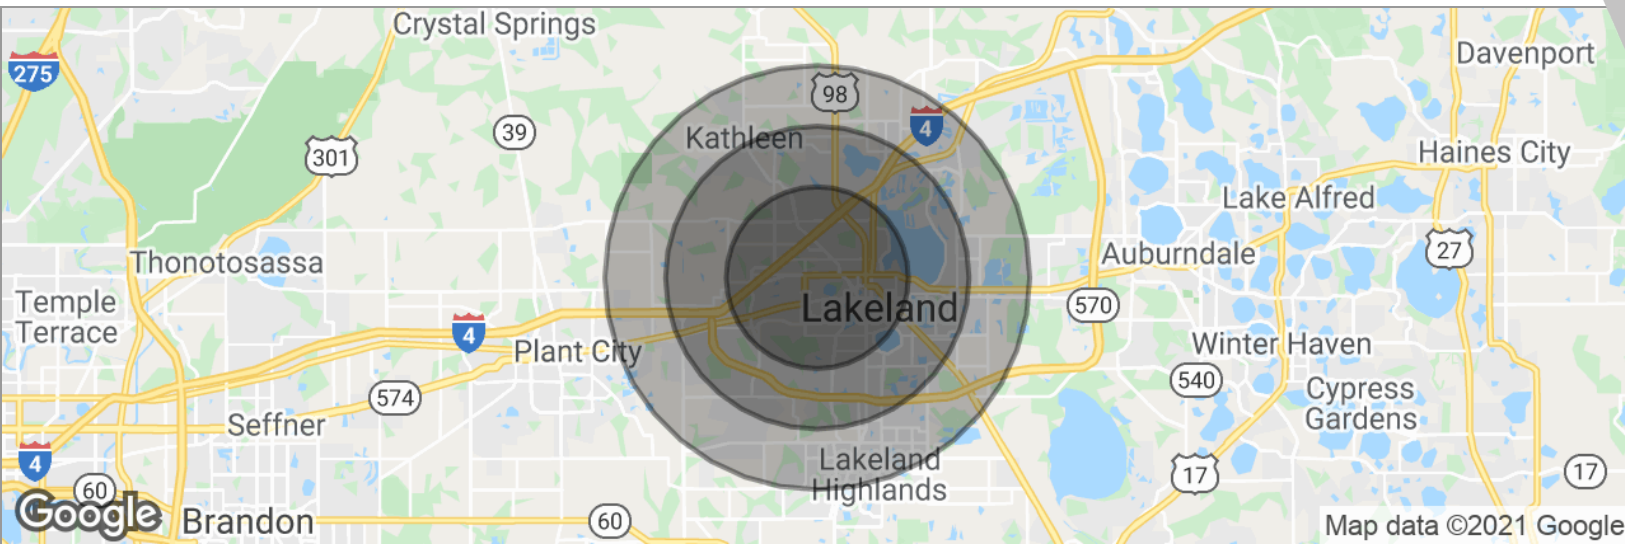 Crystal Springs
Davenport
275
98
4
39
Kathleen
301
Haines City
Lake Alfred
27
Auburndale
Thonotosassa
Temple
Terrace
570
Lakeland
4
Plant City
Winter Haven
540
Cypress
Gardens
574
Seffner
Lakeland
Highlands
4
17
17
60
Google
Brandon
60
Map data ©2021 Google